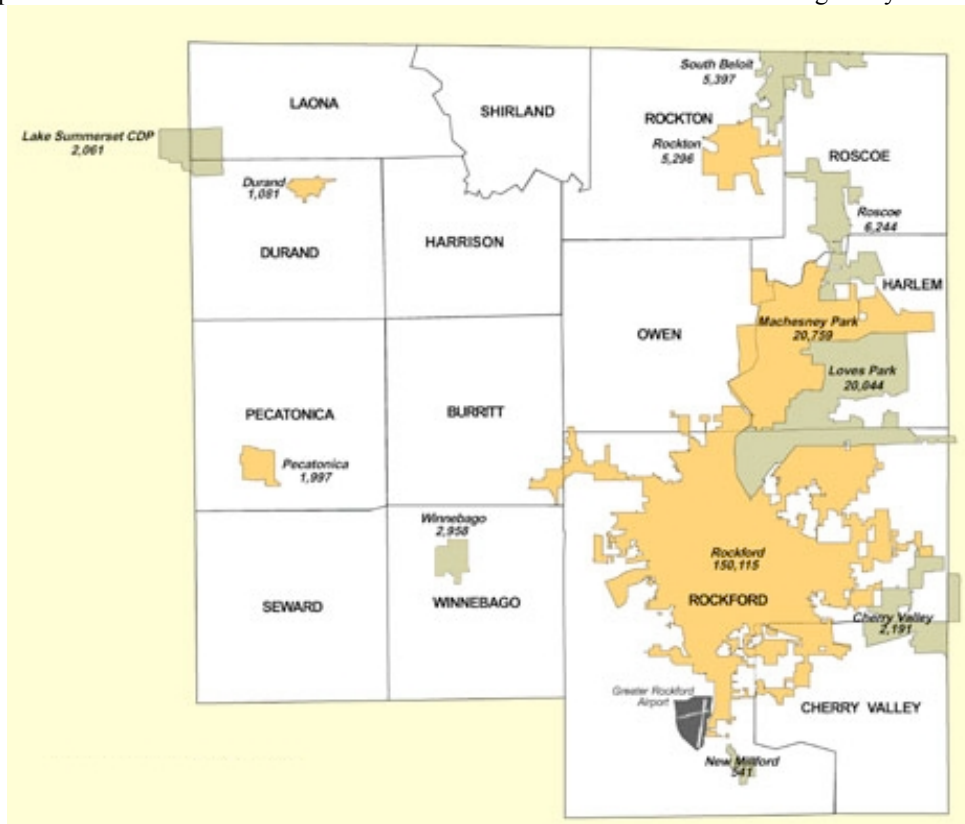 South Beloit
5,397
LAONA
SHIRLAND
ROCKTON
Lake Summerset CDP
2,061
Rockton
5,296
ROSCOE
Durand
1,081
Roscoe
6,244
DURAND
HARRISON
HARLEM
OWEN
Machesney Park
20,759
Loves Park
20,044
PECATONICA
BURRITT
Pecatonica
1,997
Winnebago
2,958
Rockford
150,115
SEWARD
WINNEBAGO
ROCKFORD
Cherry Valley
2,191
Greater Rockford
Airport
CHERRY VALLEY
New Millford
541